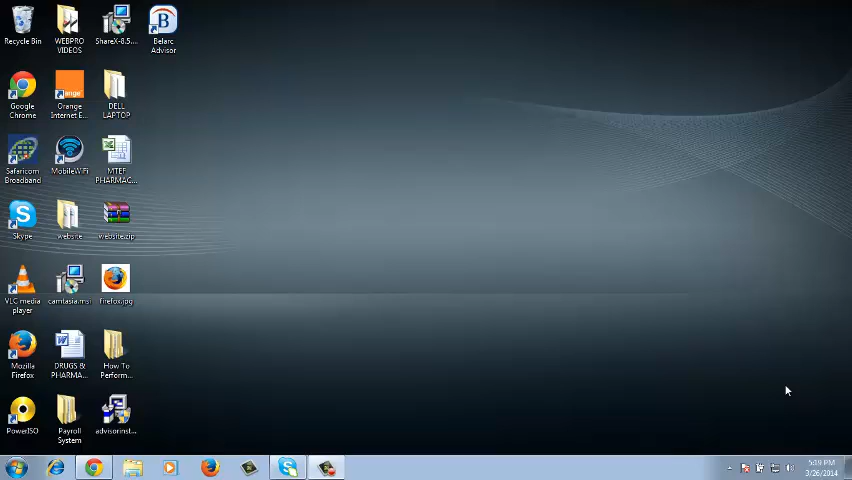 Recycle Bin
WEBPRO
VIDEOS
ShareX-8.5....
Belarc
Advisor
Google
Chrome
Orange
Internet E...
DELL
LAPTOP
Safaricom
Broadband
MobileWiFi
MTEF
PHARMAC...
Skype
website
website.zip
VLC media
player
camtasia.msi
firefox.jpg
Mozilla
Firefox
DRUGS &
PHARMA...
How To
Perform...
PowerISO
Payroll
System
advisorinst...
5:19 PM
3/26/2014